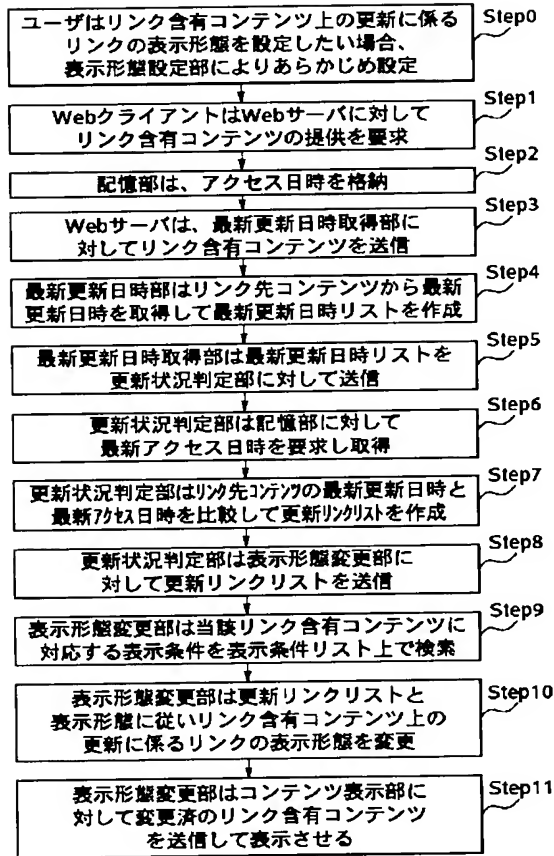 ユーザはリンク含有コンテンツ上の更新に係る
リンクの表示形態を設定したい場合、
表示形態設定部によりあらかじめ設定
Step0
WebクライアントはWebサーバに対して
リンク含有コンテンツの提供を要求
Step1
記憶部は、アクセス日時を格納
Step2
Webサーバは、最新更新日時取得部に
対してリンク含有コンテンツを送信
Step3
最新更新日時部はリンク先コンテンツから最新
更新日時を取得して最新更新日時リストを作成
Step4
最新更新日時取得部は最新更新日時リストを
更新状況判定部に対して送信
Step5
更新状況判定部は記憶部に対して
最新アクセス日時を要求し取得
Step6
更新状況判定部はリンク先コンテンツの最新更新日時と
最新アクセス日時を比較して更新リンクリストを作成
Step7
更新状況判定部は表示形態変更部に
対して更新リンクリストを送信
Step8
表示形態変更部は当該リンク含有コンテンツに
対応する表示条件を表示条件リスト上で検索
Step9
表示形態変更部は更新リンクリストと
表示形態に従いリンク含有コンテンツ上の
更新に係るリンクの表示形態を変更
Step10
表示形態変更部はコンテンツ表示部に
対して変更済のリンク含有コンテンツ
を送信して表示させる
Step11